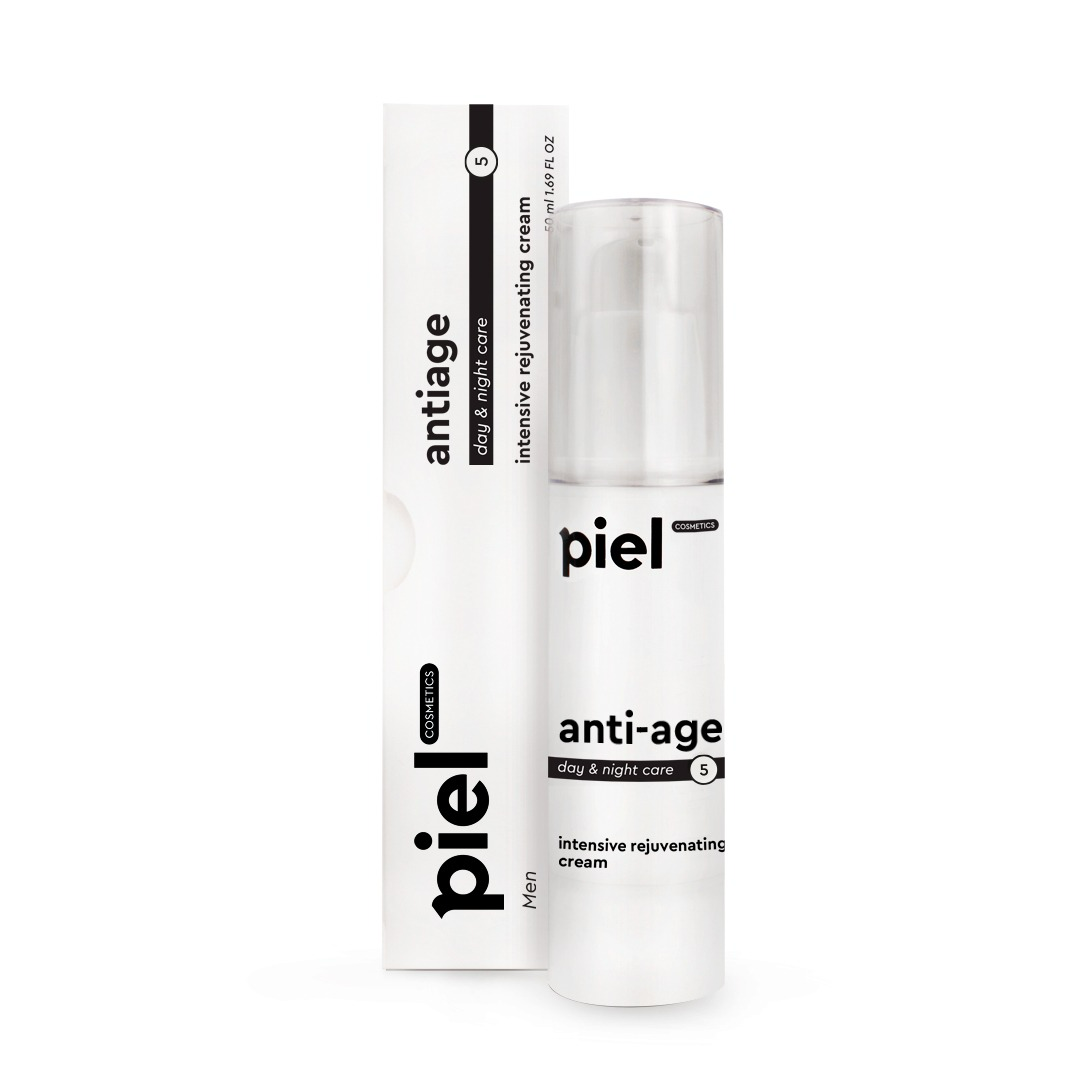 antiage
day & night care 5
intensive rejuvenating cream
50 ml 1.69 FL OZ
piel COSMETICS
Men
piel COSMETICS
anti-age
day & night care 5
intensive rejuvenating
cream